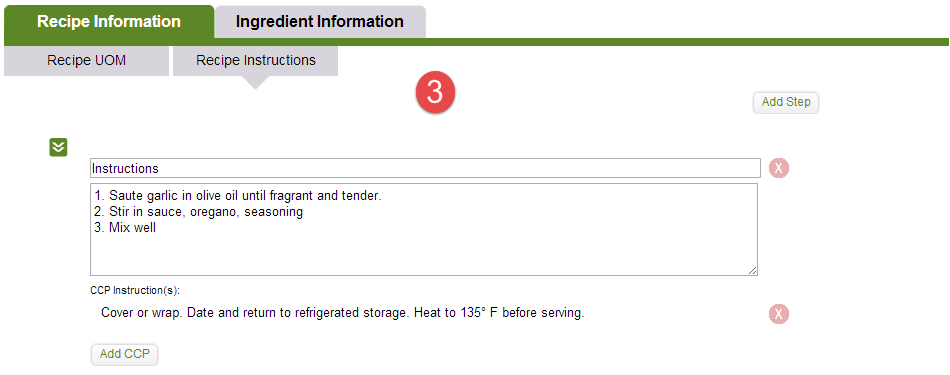 Recipe Information
Ingredient Information
Recipe UOM
Recipe Instructions
3
Add Step
Instructions
X
1. Saute garlic in olive oil until fragrant and tender.
2. Stir in sauce, oregano, seasoning
3. Mix well
CCP Instruction(s):
Cover or wrap. Date and return to refrigerated storage. Heat to 135° F before serving.
X
Add CCP